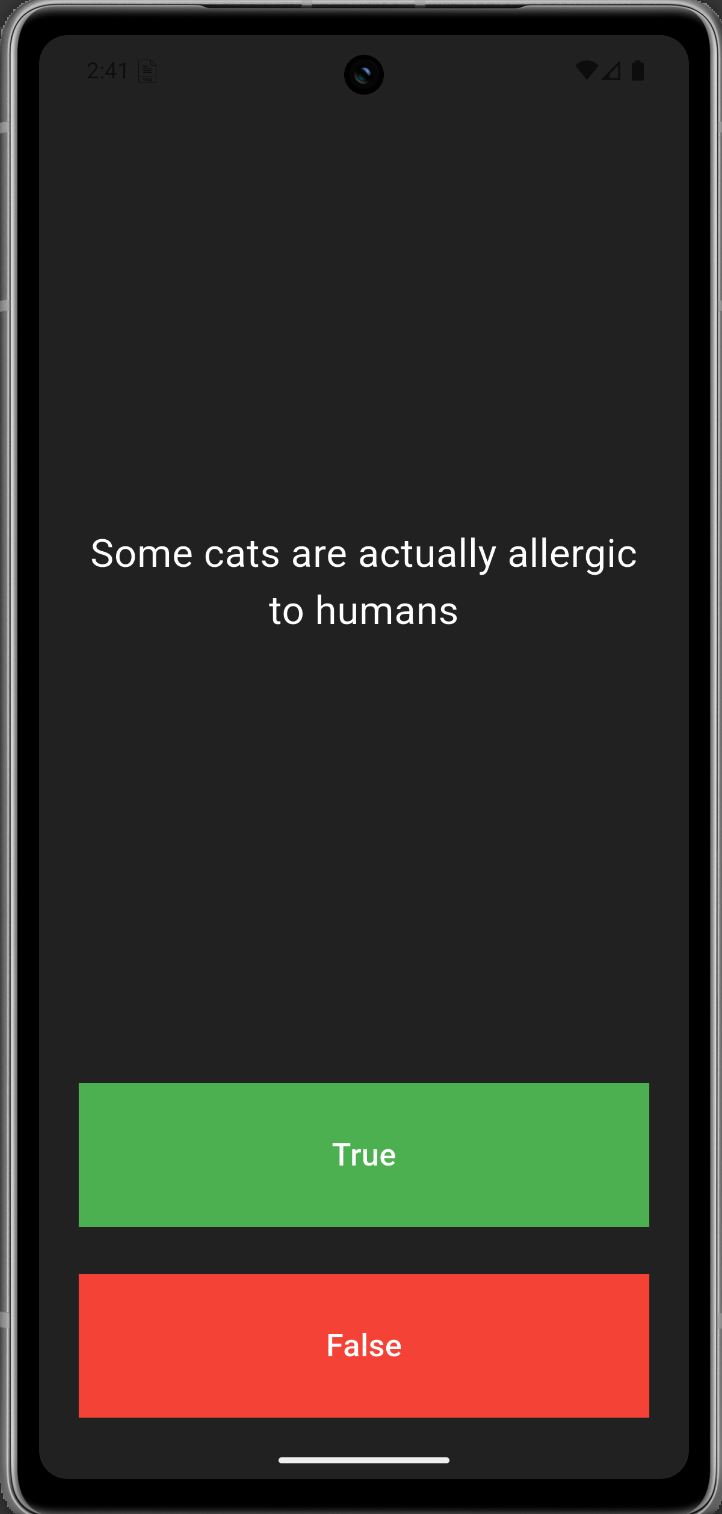 2:41
Some cats are actually allergic
to humans
True
False